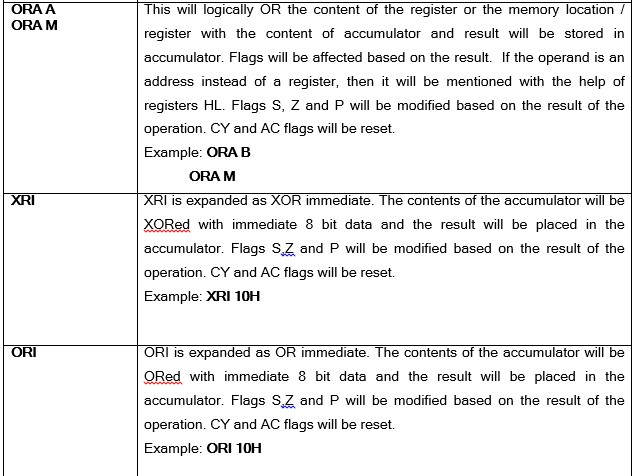 ORA A
ORA M
This will logically OR the content of the register or the memory location /
register with the content of accumulator and result will be stored in
accumulator. Flags will be affected based on the result. If the operand is an
address instead of a register, then it will be mentioned with the help of
registers HL. Flags S, Z and P will be modified based on the result of the
operation. CY and AC flags will be reset.
Example: ORA B
ORA M
XRI
XRI is expanded as XOR immediate. The contents of the accumulator will be
XORed with immediate 8 bit data and the result will be placed in the
accumulator. Flags S,Z and P will be modified based on the result of the
operation. CY and AC flags will be reset.
Example: XRI 10H
ORI
ORI is expanded as OR immediate. The contents of the accumulator will be
ORed with immediate 8 bit data and the result will be placed in the
accumulator. Flags S,Z and P will be modified based on the result of the
operation. CY and AC flags will be reset.
Example: ORI 10H